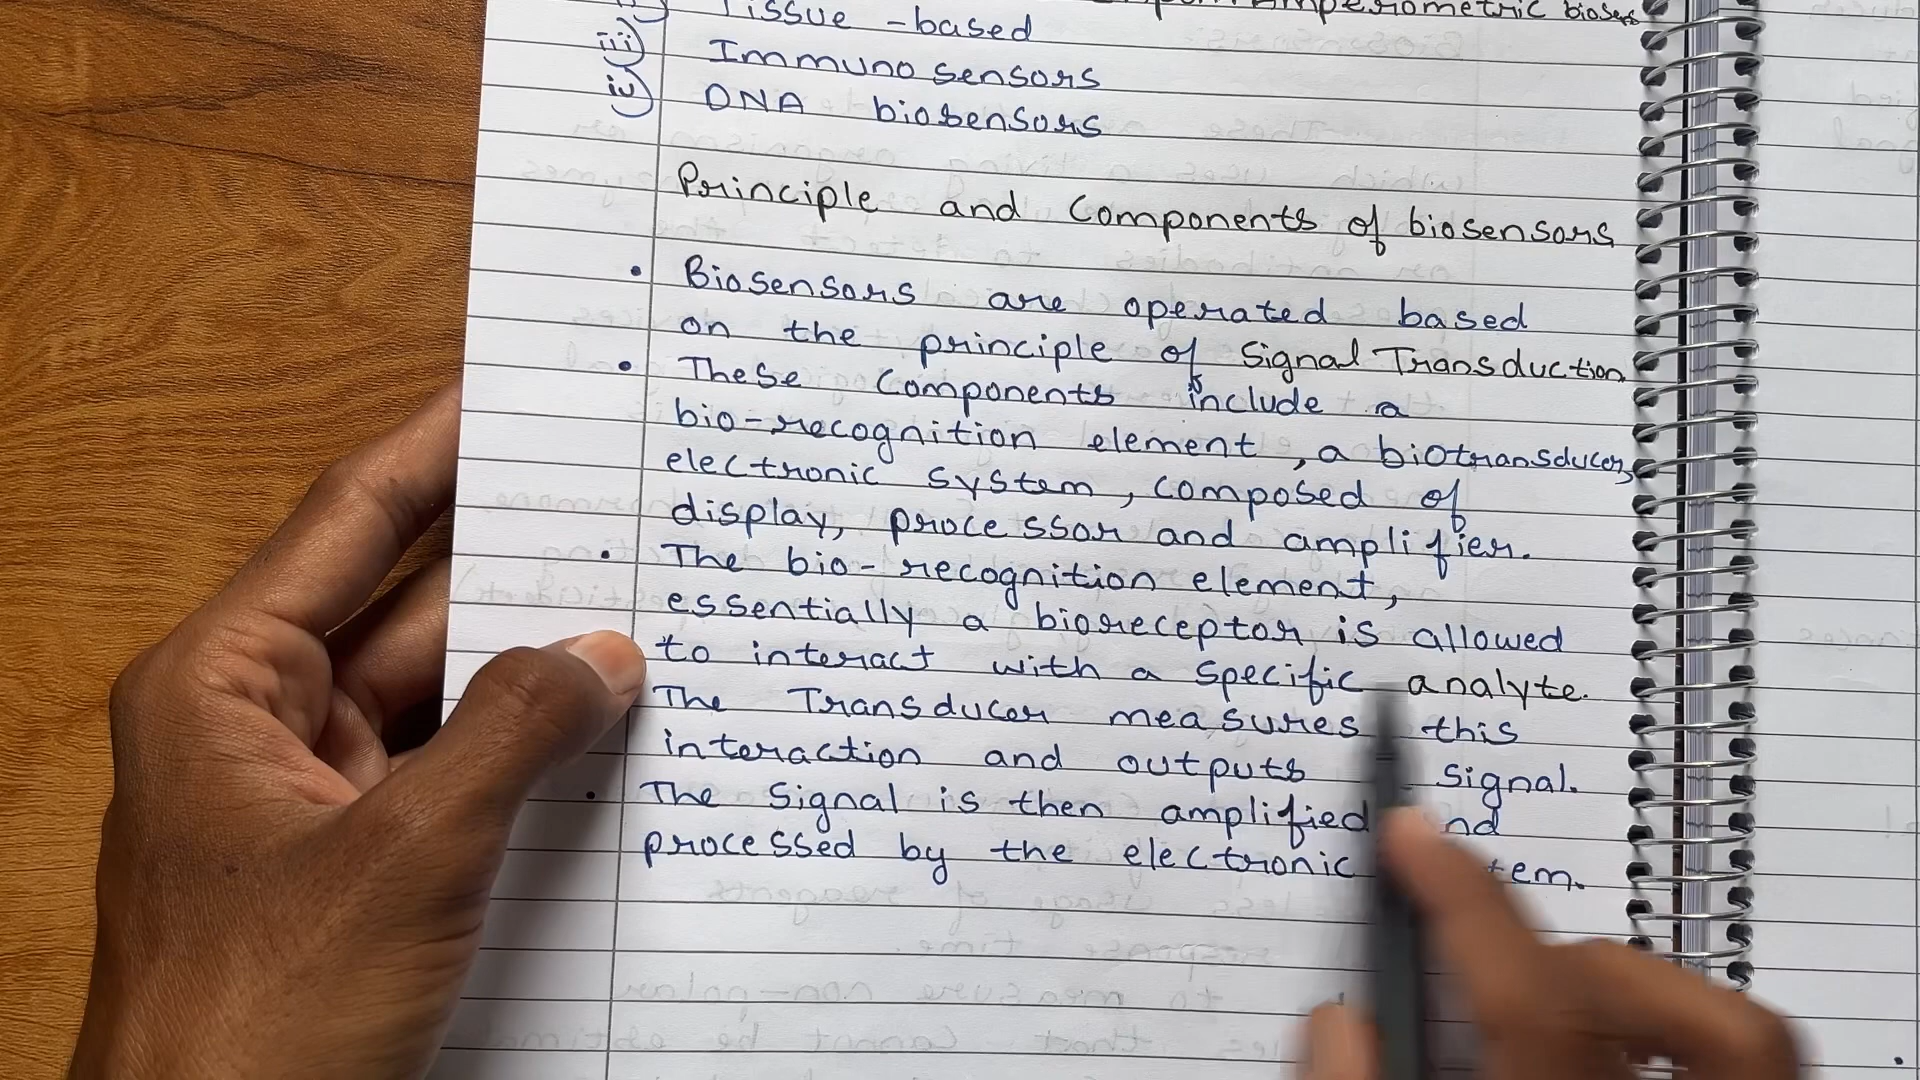 Amperometric biosens
Tissue -based
iii) Immuno sensors
iv) DNA biosensors
Principle and Components of biosensors
• Biosensors are operated based
on the principle of Signal Transduction.
• These Components include a
bio-recognition element, a biotransducer,
electronic system, composed of
display, processor and amplifier.
• The bio-recognition element,
essentially a bioreceptor is allowed
to interact with a specific analyte.
The Transducer measures this
interaction and outputs signal.
• The Signal is then amplified
processed by the electronic